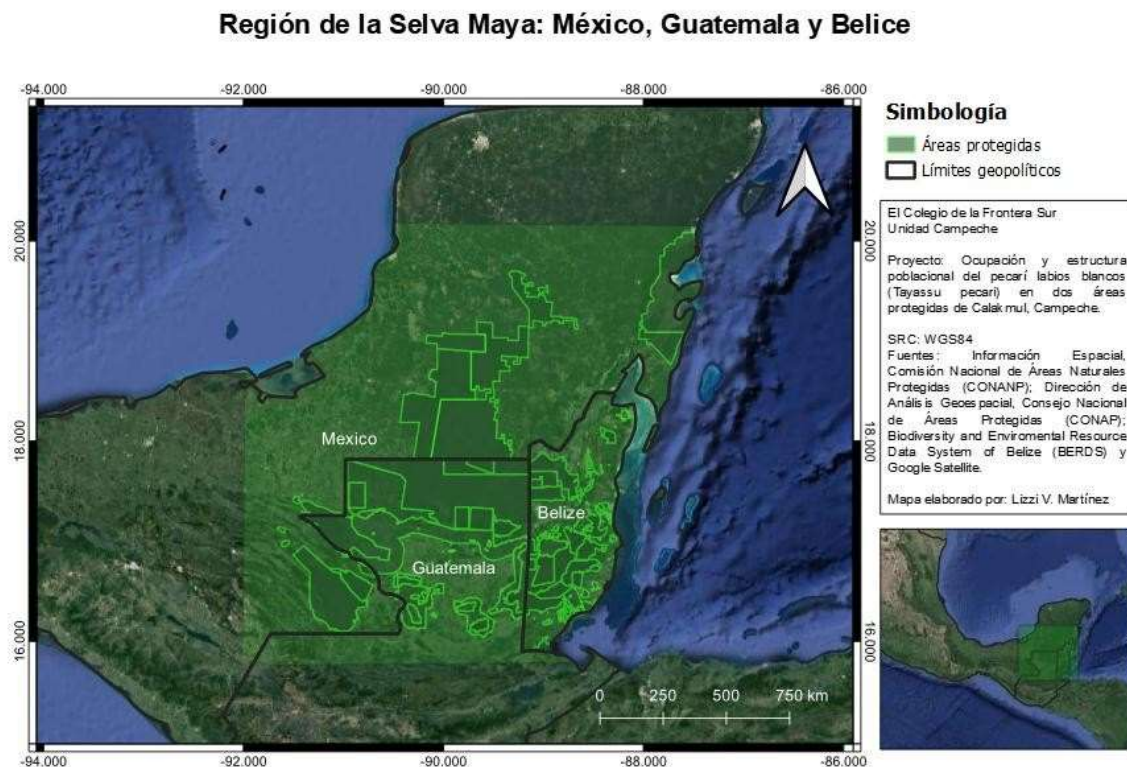 Región de la Selva Maya: México, Guatemala y Belice
-94.000 -92.000 -90.000 -88.000 -86.000
20.000
18.000
16.000
20.000
18.000
16.000
Mexico
Guatemala
Belize
0 250 500 750 km
-94.000 -92.000 -90.000 -88.000 -86.000
Simbología
Áreas protegidas
Límites geopolíticos
El Colegio de la Frontera Sur
Unidad Campeche
Proyecto: Ocupación y estructura
poblacional del pecarí labios blancos
(Tayassu pecari) en dos áreas
protegidas de Calakmul, Campeche.
SRC: WGS84
Fuentes: Información Espacial,
Comisión Nacional de Áreas Naturales
Protegidas (CONANP); Dirección de
Análisis Geoespacial, Consejo Nacional
de Áreas Protegidas (CONAP);
Biodiversity and Enviromental Resource
Data System of Belize (BERDS) y
Google Satellite.
Mapa elaborado por: Lizzi V. Martínez